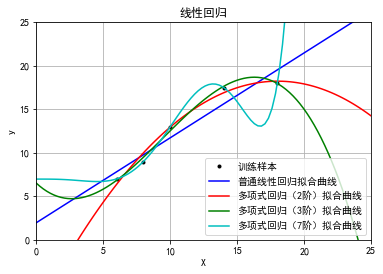 线性回归
25
20
15
10
5
0
y
0 5 10 15 20 25
x
训练样本
普通线性回归拟合曲线
多项式回归（2阶）拟合曲线
多项式回归（3阶）拟合曲线
多项式回归（7阶）拟合曲线